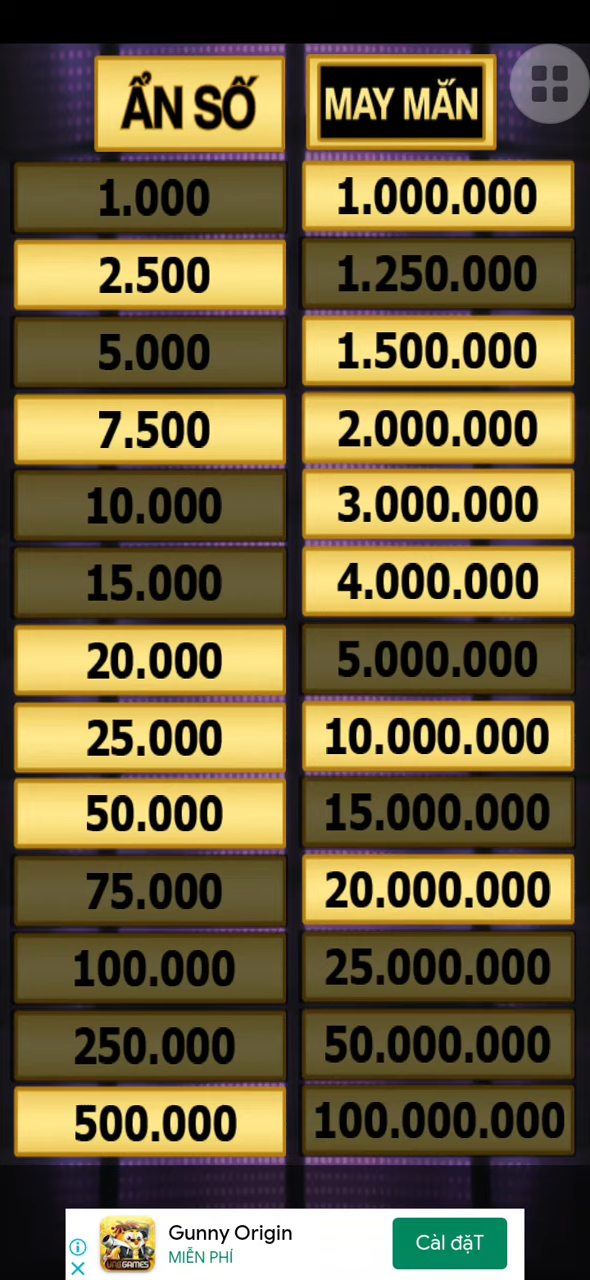 ẨN SỐ MAY MẮN
1.000 1.000.000
2.500 1.250.000
5.000 1.500.000
7.500 2.000.000
10.000 3.000.000
15.000 4.000.000
20.000 5.000.000
25.000 10.000.000
50.000 15.000.000
75.000 20.000.000
100.000 25.000.000
250.000 50.000.000
500.000 100.000.000
Gunny Origin
MIỄN PHÍ
Cài đặT
VNGGAMES